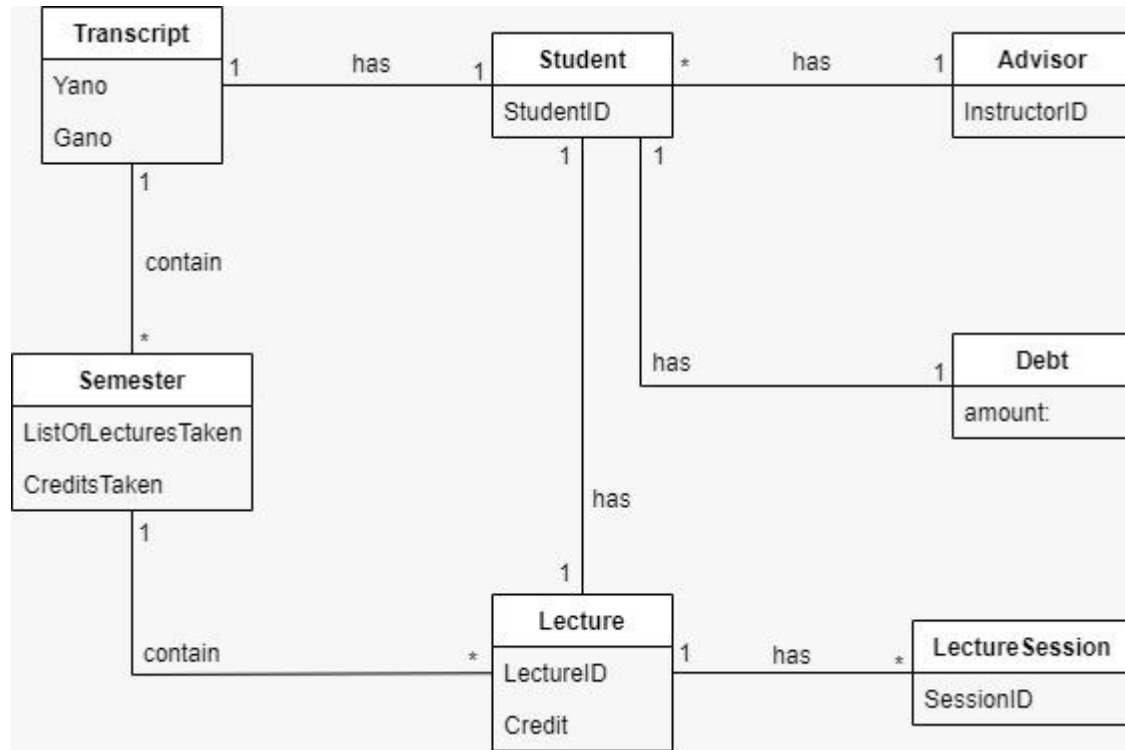 Transcript
Yano
Gano
1 has 1
Student
StudentID
* has 1
Advisor
InstructorID
1
contain
*
Semester
ListOfLecturesTaken
CreditsTaken
1
contain *
1
has
1
1
has 1
Debt
amount:
Lecture
LectureID
Credit
1 has *
LectureSession
SessionID